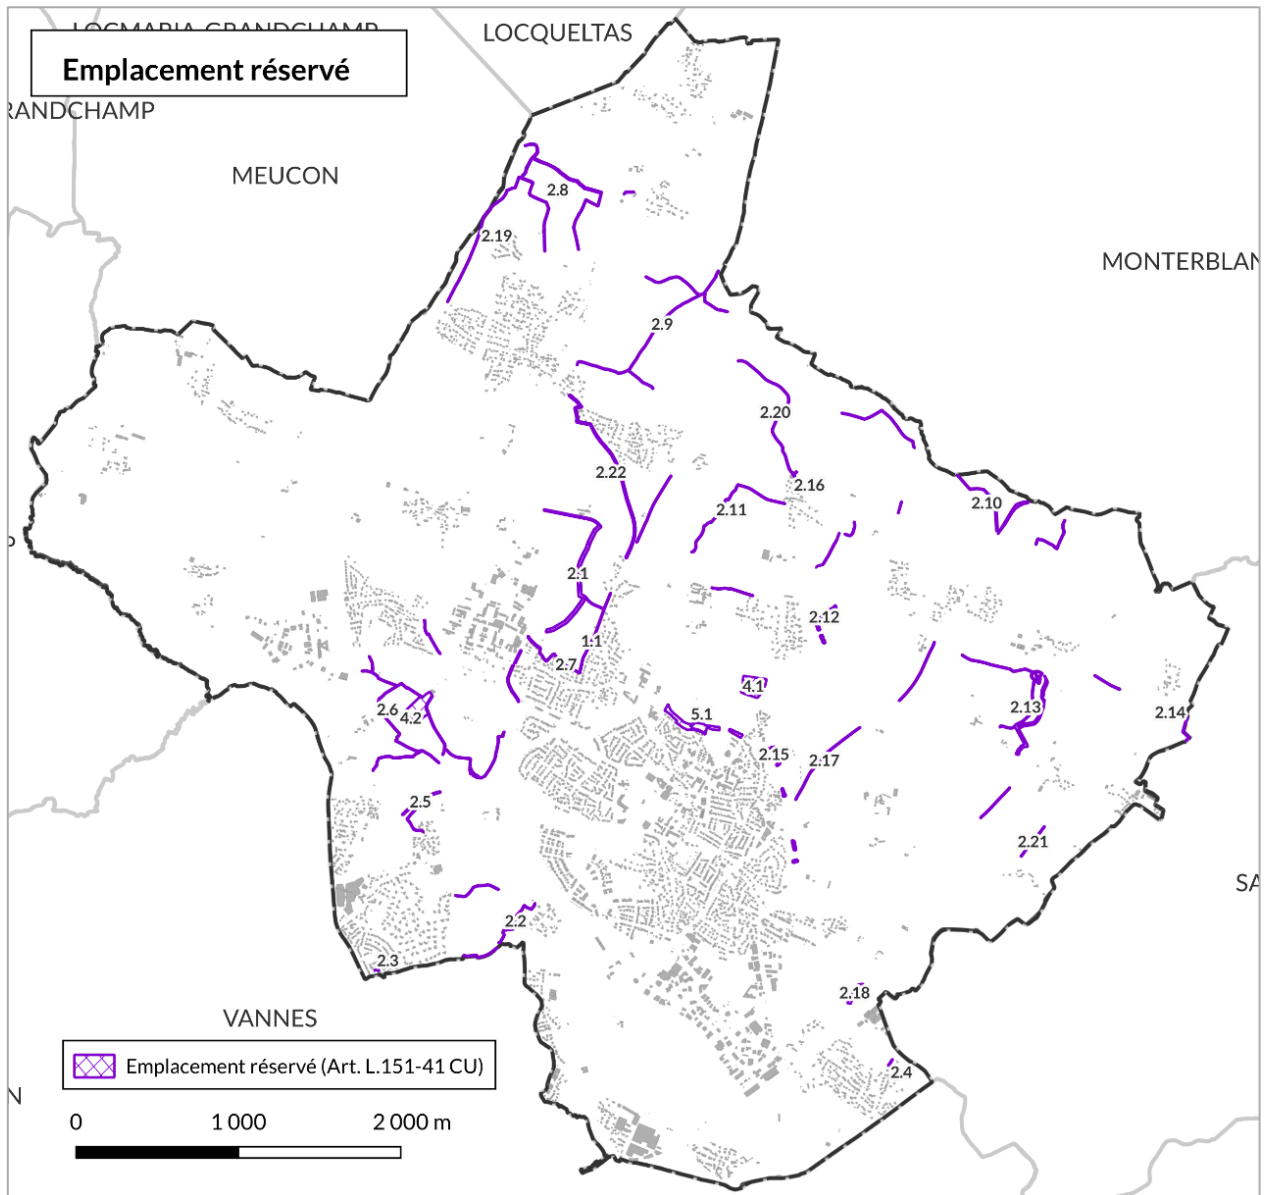 LOCMARIA-GRANDCHAMP
LOCQUELTAS
Emplacement réservé
RANDCHAMP
MEUCON
2.8
2.19
MONTERBLAN
2.9
2.20
2.22
2.16
2.11
2.10
2.1
2.12
1.1
2.7
4.1
2.6
4.2
5.1
2.13
2.14
2.15
2.17
2.5
2.21
SA
2.2
2.3
2.18
VANNES
Emplacement réservé (Art. L.151-41 CU)
2.4
N
0 1 000 2 000 m